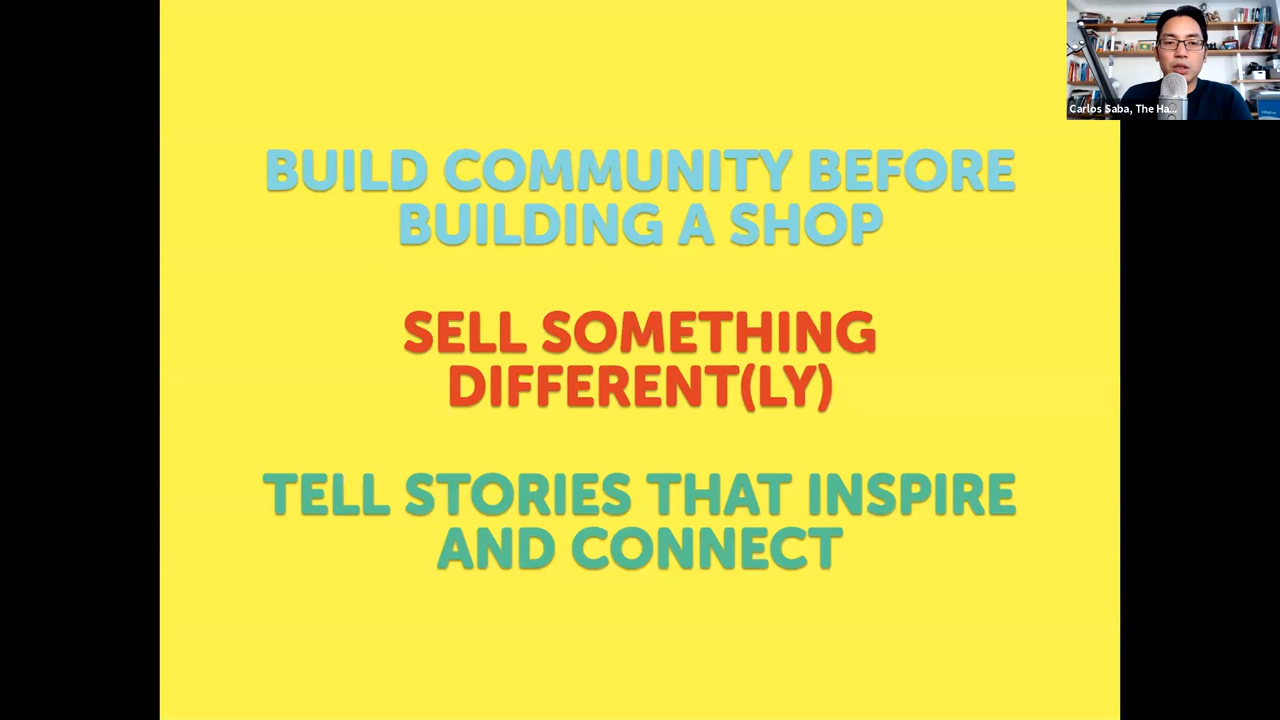 BUILD COMMUNITY BEFORE
BUILDING A SHOP
SELL SOMETHING
DIFFERENT(LY)
TELL STORIES THAT INSPIRE
AND CONNECT
Carlos Saba, The Ha...